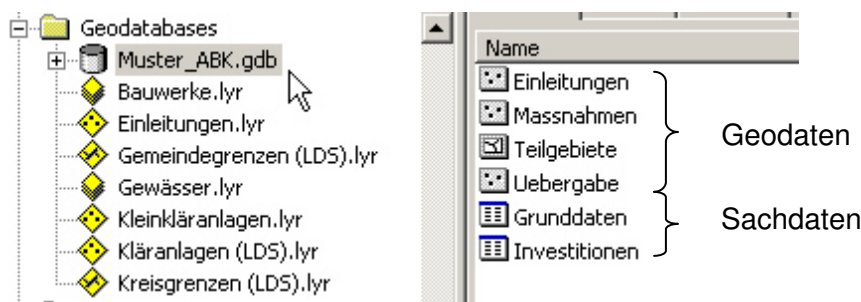 Geodatabases
Muster_ABK.gdb
Bauwerke.lyr
Einleitungen.lyr
Gemeindegrenzen (LDS).lyr
Gewässer.lyr
Kleinkläranlagen.lyr
Kläranlagen (LDS).lyr
Kreisgrenzen (LDS).lyr
Name
Einleitungen
Massnahmen
Teilgebiete
Uebergabe
Grunddaten
Investitionen
Geodaten
Sachdaten